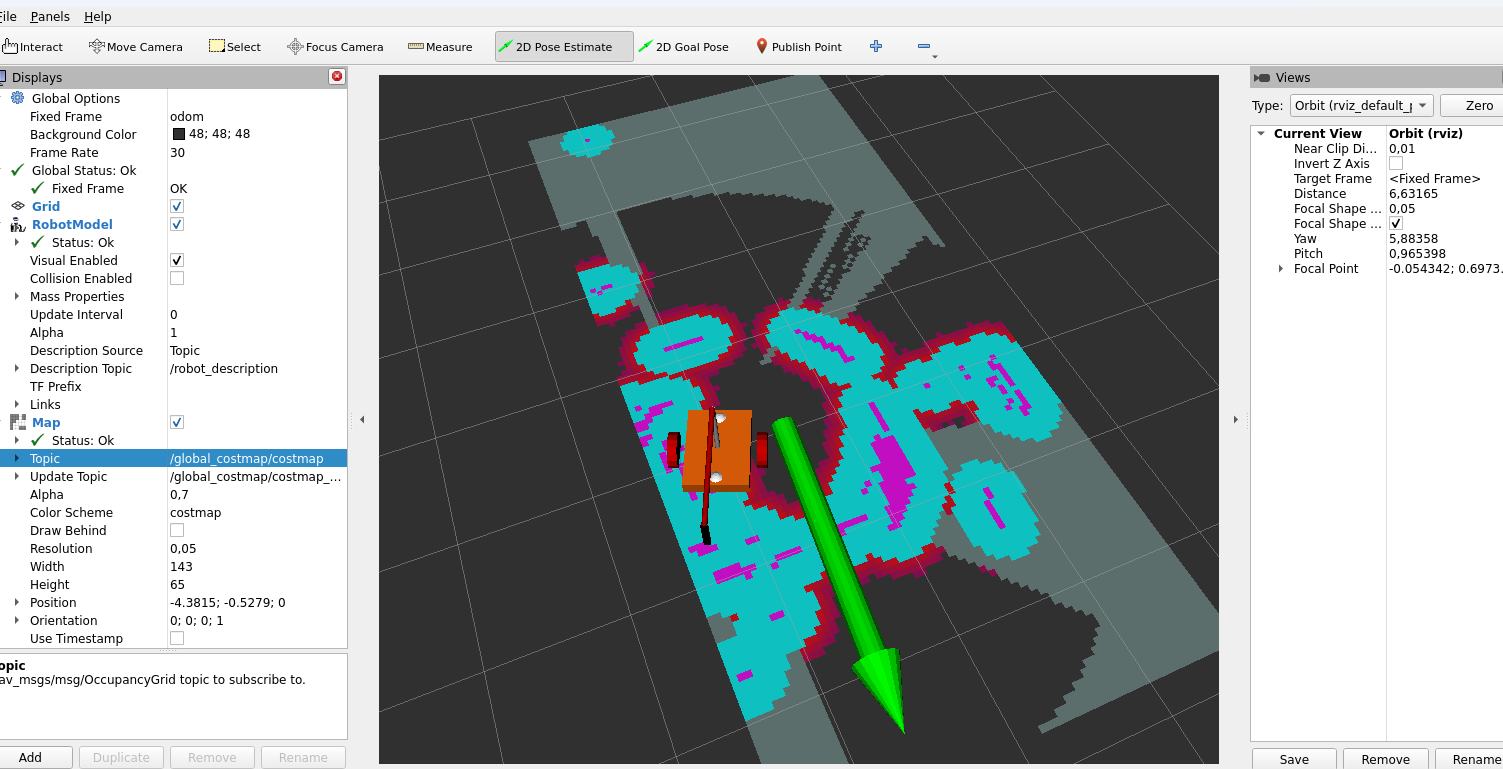 File Panels Help
Interact Move Camera Select Focus Camera Measure 2D Pose Estimate 2D Goal Pose Publish Point
Displays
Global Options
Fixed Frame odom
Background Color 48; 48; 48
Frame Rate 30
Global Status: Ok
Fixed Frame OK
Grid
RobotModel
Status: Ok
Visual Enabled
Collision Enabled
Mass Properties
Update Interval 0
Alpha 1
Description Source Topic
Description Topic /robot_description
TF Prefix
Links
Map
Status: Ok
Topic /global_costmap/costmap
Update Topic /global_costmap/costmap_...
Alpha 0,7
Color Scheme costmap
Draw Behind
Resolution 0,05
Width 143
Height 65
Position -4.3815; -0.5279; 0
Orientation 0; 0; 0; 1
Use Timestamp
opic
av_msgs/msg/OccupancyGrid topic to subscribe to.
Add Duplicate Remove Rename
Views
Type: Orbit (rviz_default_p Zero
Current View Orbit (rviz)
Near Clip Di... 0,01
Invert Z Axis
Target Frame <Fixed Frame>
Distance 6,63165
Focal Shape ... 0,05
Focal Shape ...
Yaw 5,88358
Pitch 0,965398
Focal Point -0.054342; 0.6973.
Save Remove Rename